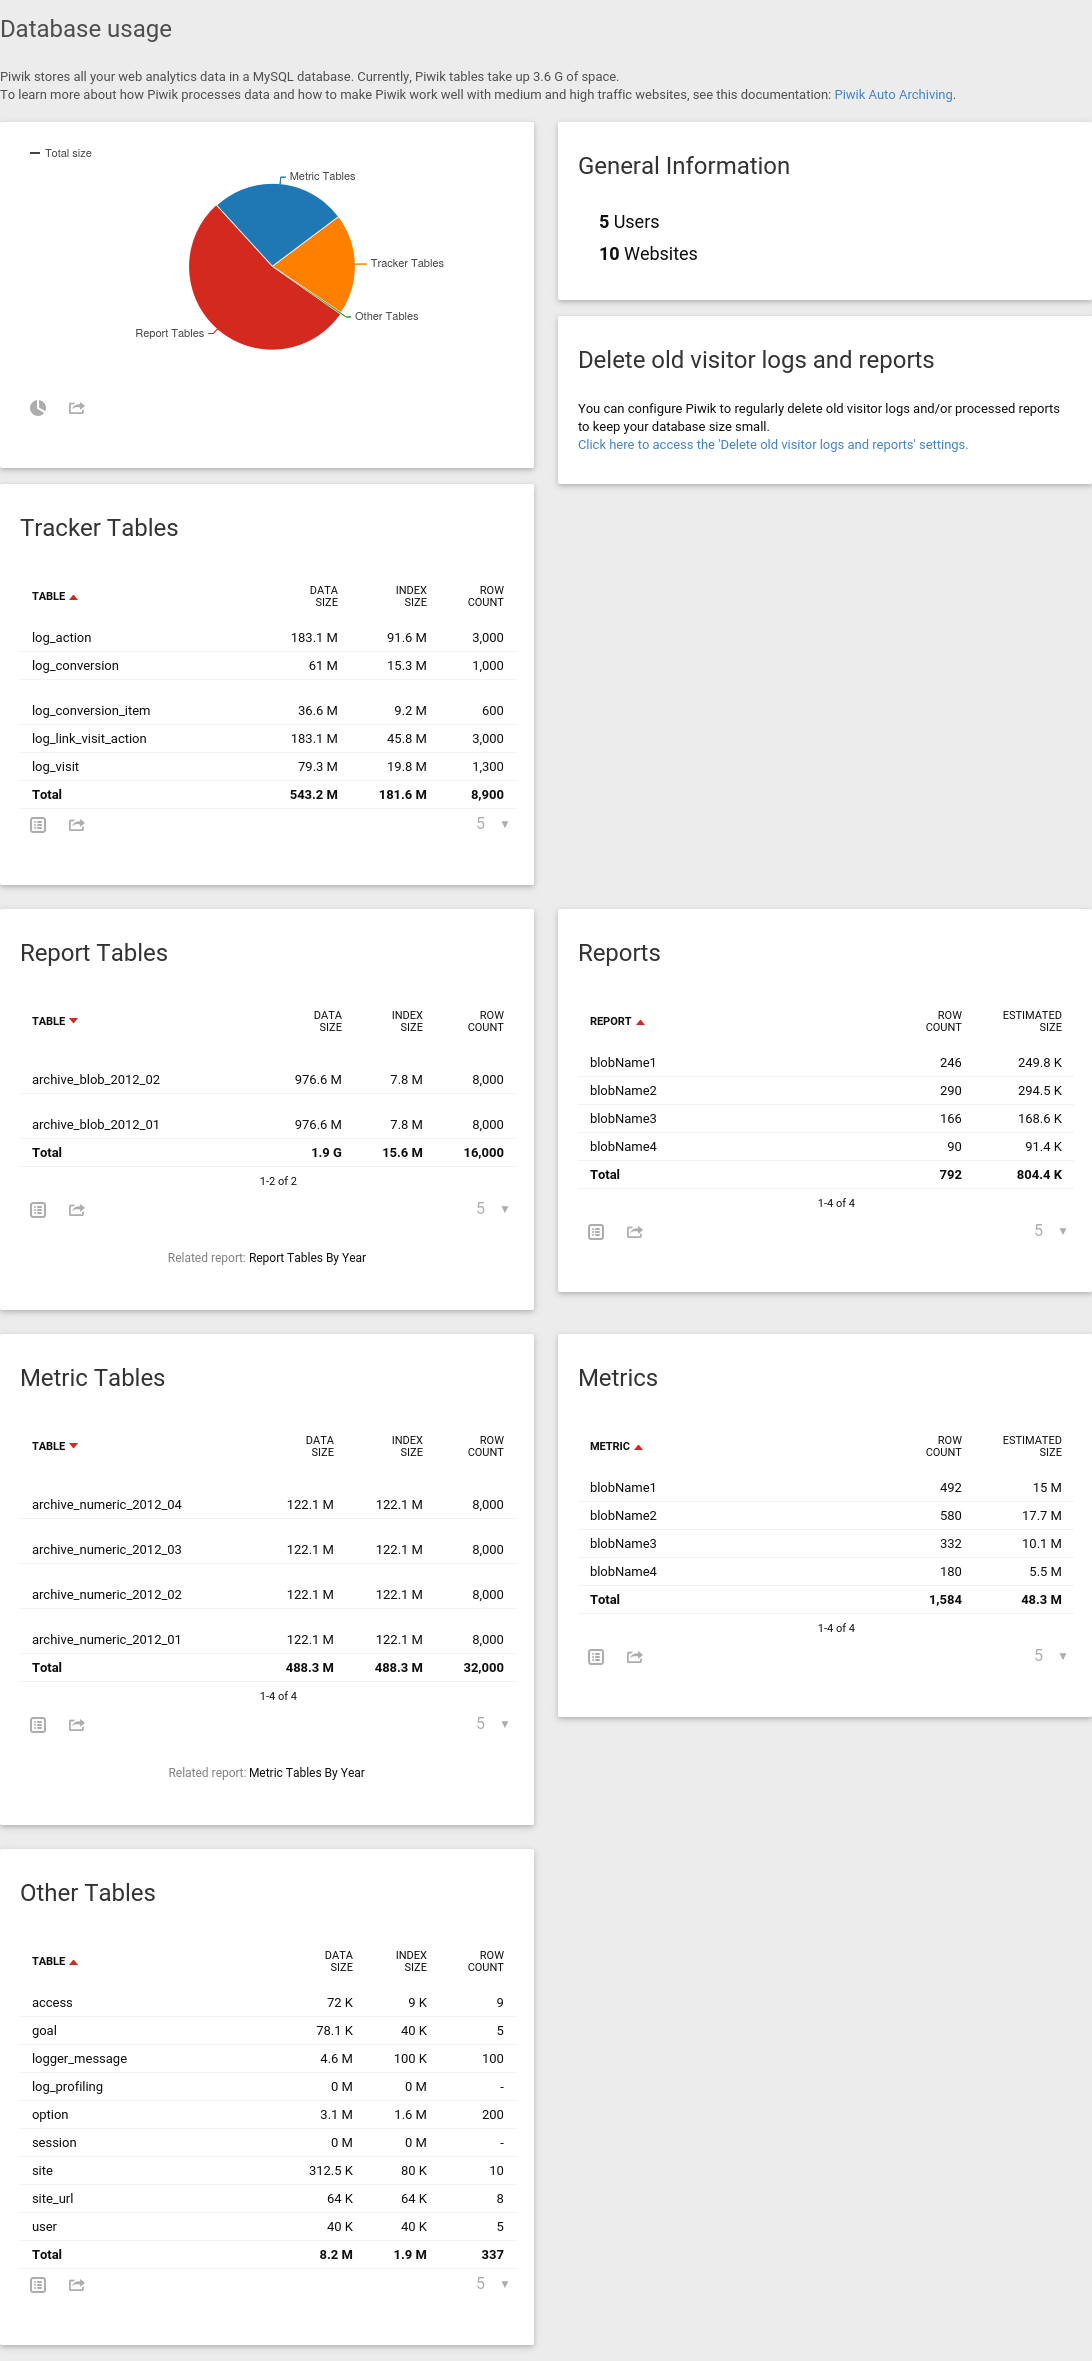 Database usage
Piwik stores all your web analytics data in a MySQL database. Currently, Piwik tables take up 3.6 G of space.
To learn more about how Piwik processes data and how to make Piwik work well with medium and high traffic websites, see this documentation: Piwik Auto Archiving.
Total size
Metric Tables
Tracker Tables
Other Tables
Report Tables
General Information
5 Users
10 Websites
Delete old visitor logs and reports
You can configure Piwik to regularly delete old visitor logs and/or processed reports
to keep your database size small.
Click here to access the 'Delete old visitor logs and reports' settings.
Tracker Tables
TABLE DATA SIZE INDEX SIZE ROW COUNT
log_action 183.1 M 91.6 M 3,000
log_conversion 61 M 15.3 M 1,000
log_conversion_item 36.6 M 9.2 M 600
log_link_visit_action 183.1 M 45.8 M 3,000
log_visit 79.3 M 19.8 M 1,300
Total 543.2 M 181.6 M 8,900
5
Report Tables
TABLE DATA SIZE INDEX SIZE ROW COUNT
archive_blob_2012_02 976.6 M 7.8 M 8,000
archive_blob_2012_01 976.6 M 7.8 M 8,000
Total 1.9 G 15.6 M 16,000
1-2 of 2
5
Related report: Report Tables By Year
Reports
REPORT ROW COUNT ESTIMATED SIZE
blobName1 246 249.8 K
blobName2 290 294.5 K
blobName3 166 168.6 K
blobName4 90 91.4 K
Total 792 804.4 K
1-4 of 4
5
Metric Tables
TABLE DATA SIZE INDEX SIZE ROW COUNT
archive_numeric_2012_04 122.1 M 122.1 M 8,000
archive_numeric_2012_03 122.1 M 122.1 M 8,000
archive_numeric_2012_02 122.1 M 122.1 M 8,000
archive_numeric_2012_01 122.1 M 122.1 M 8,000
Total 488.3 M 488.3 M 32,000
1-4 of 4
5
Related report: Metric Tables By Year
Metrics
METRIC ROW COUNT ESTIMATED SIZE
blobName1 492 15 M
blobName2 580 17.7 M
blobName3 332 10.1 M
blobName4 180 5.5 M
Total 1,584 48.3 M
1-4 of 4
5
Other Tables
TABLE DATA SIZE INDEX SIZE ROW COUNT
access 72 K 9 K 9
goal 78.1 K 40 K 5
logger_message 4.6 M 100 K 100
log_profiling 0 M 0 M -
option 3.1 M 1.6 M 200
session 0 M 0 M -
site 312.5 K 80 K 10
site_url 64 K 64 K 8
user 40 K 40 K 5
Total 8.2 M 1.9 M 337
5